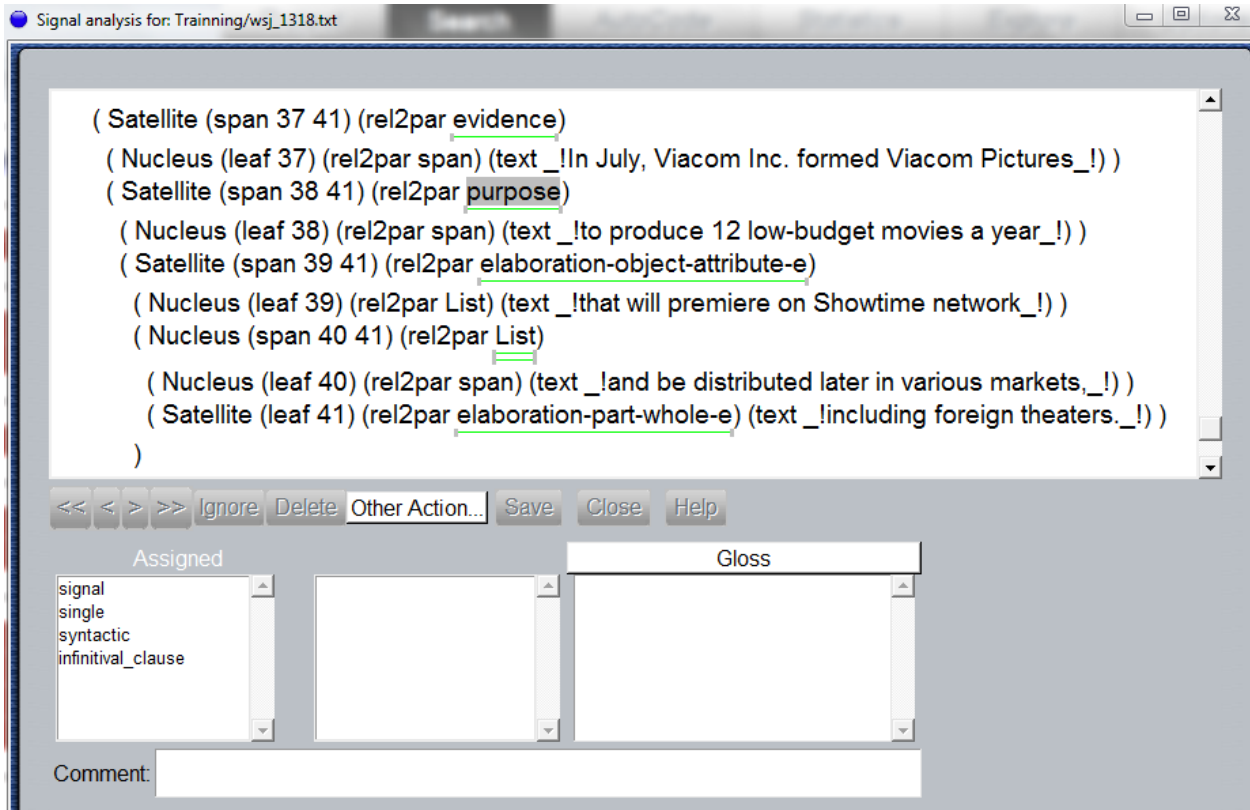 Signal analysis for: Trainning/wsj_1318.txt
Search AutoCode Statistics Explore
( Satellite (span 37 41) (rel2par evidence)
( Nucleus (leaf 37) (rel2par span) (text _!In July, Viacom Inc. formed Viacom Pictures_!) )
( Satellite (span 38 41) (rel2par purpose)
( Nucleus (leaf 38) (rel2par span) (text _!to produce 12 low-budget movies a year_!) )
( Satellite (span 39 41) (rel2par elaboration-object-attribute-e)
( Nucleus (leaf 39) (rel2par List) (text _!that will premiere on Showtime network_!) )
( Nucleus (span 40 41) (rel2par List)
( Nucleus (leaf 40) (rel2par span) (text _!and be distributed later in various markets,_!) )
( Satellite (leaf 41) (rel2par elaboration-part-whole-e) (text _!including foreign theaters._!) )
)
<< < > >> Ignore Delete Other Action... Save Close Help
Assigned Gloss
signal
single
syntactic
infinitival_clause
Comment: